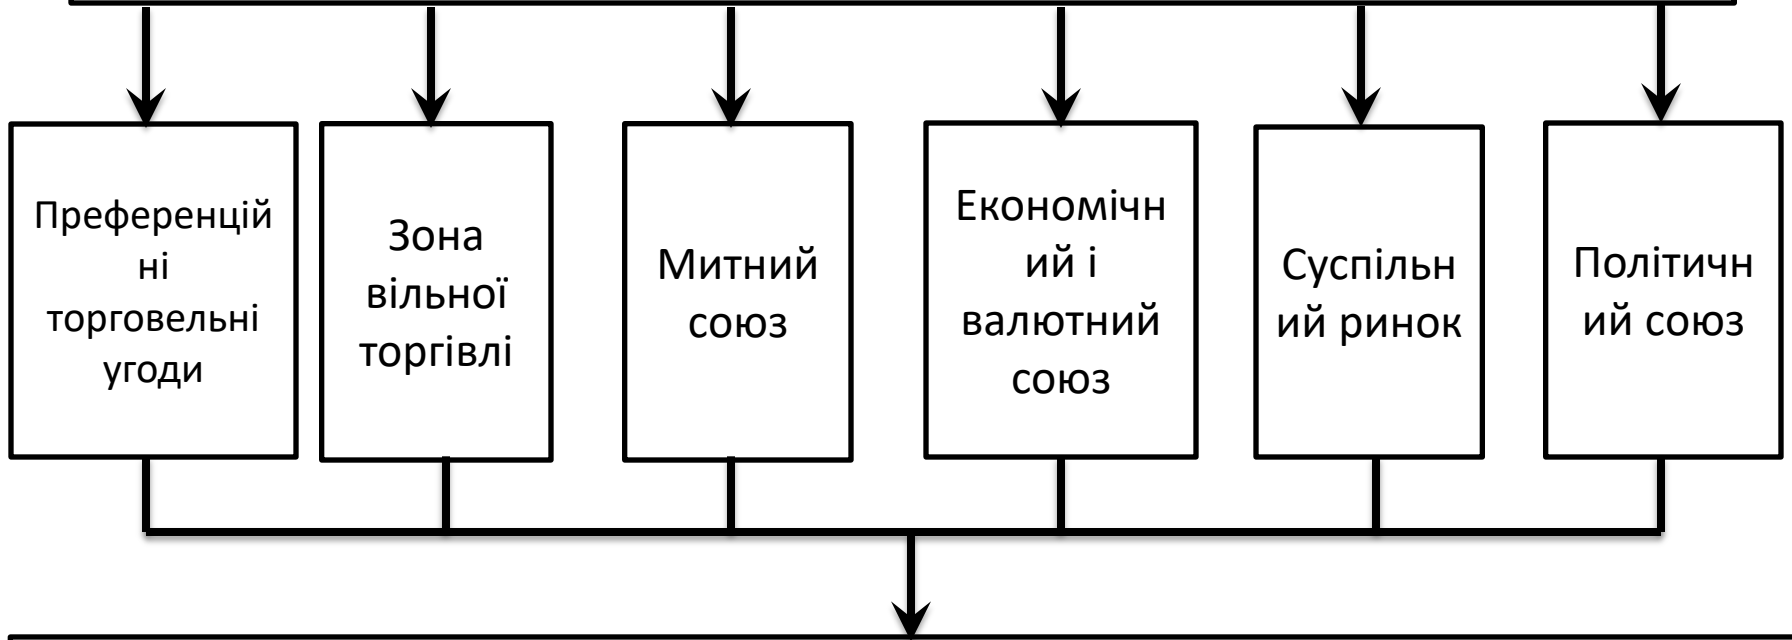 Преференцій
ні
торговельні
угоди
Зона
вільної
торгівлі
Митний
союз
Економічн
ий і
валютний
союз
Суспільн
ий ринок
Політичн
ий союз